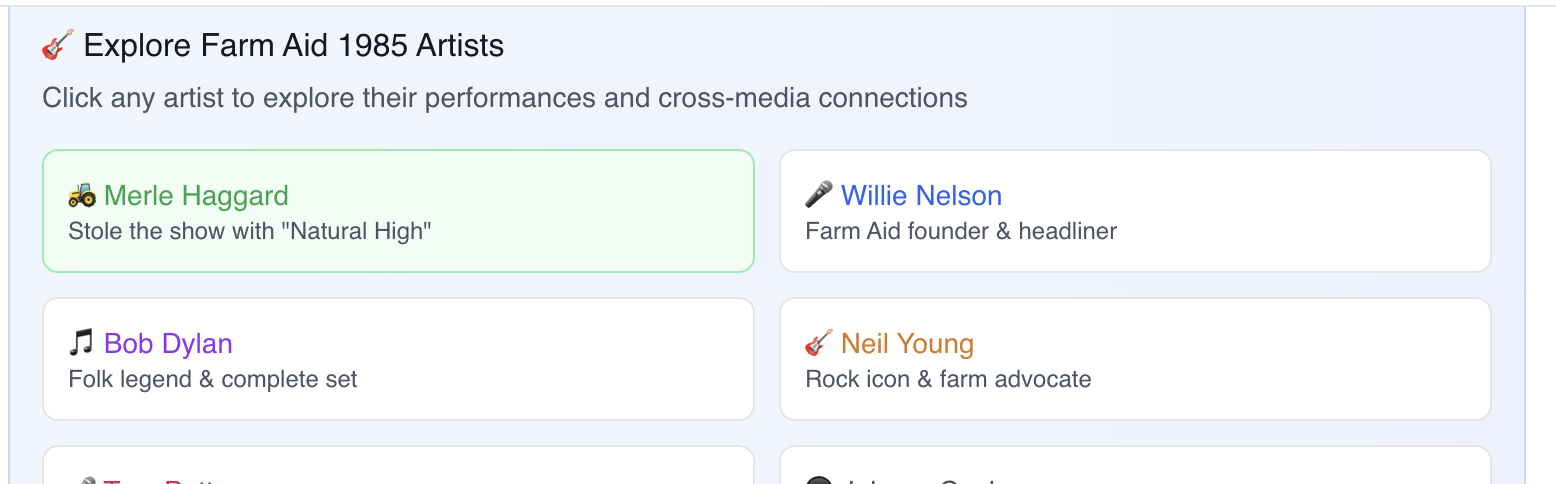 🎸 Explore Farm Aid 1985 Artists
Click any artist to explore their performances and cross-media connections
🚜 Merle Haggard
Stole the show with "Natural High"
🎤 Willie Nelson
Farm Aid founder & headliner
🎵 Bob Dylan
Folk legend & complete set
🎸 Neil Young
Rock icon & farm advocate